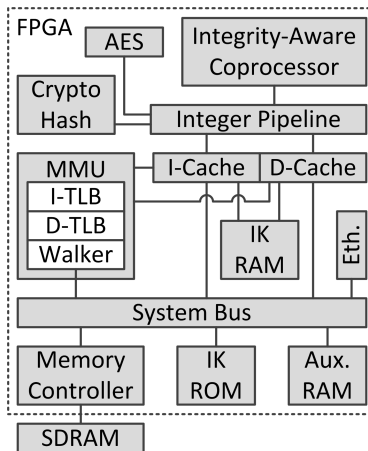 FPGA
AES
Integrity-Aware
Coprocessor
Crypto
Hash
Integer Pipeline
MMU
I-TLB
D-TLB
Walker
I-Cache
D-Cache
IK
RAM
Eth.
System Bus
Memory
Controller
IK
ROM
Aux.
RAM
SDRAM